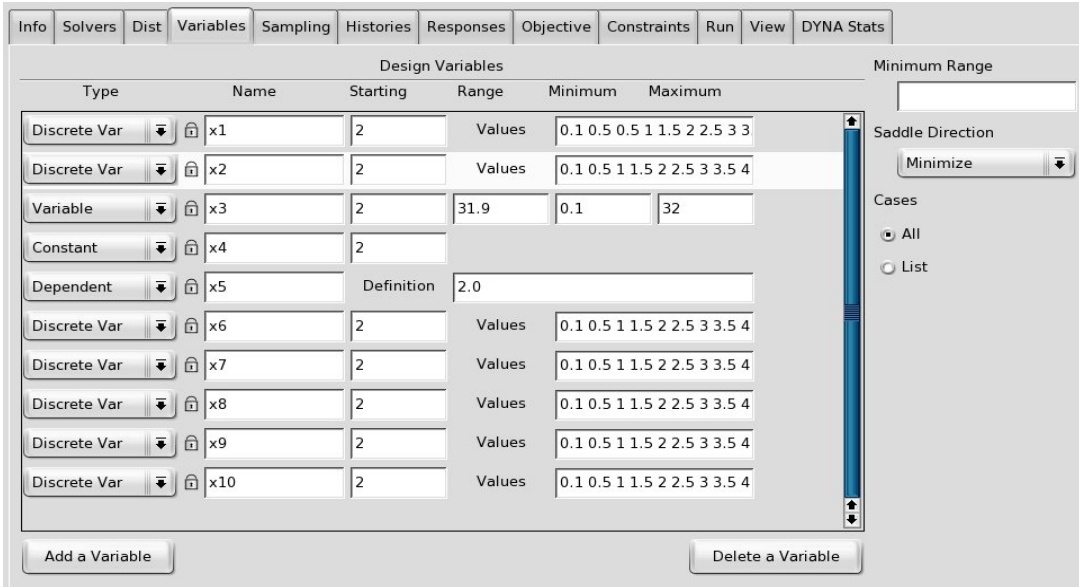 Info Solvers Dist Variables Sampling Histories Responses Objective Constraints Run View DYNA Stats
Design Variables
Type Name Starting Range Minimum Maximum
Discrete Var x1 2 Values 0.1 0.5 0.5 1 1.5 2 2.5 3 3.
Discrete Var x2 2 Values 0.1 0.5 1 1.5 2 2.5 3 3.5 4
Variable x3 2 31.9 0.1 32
Constant x4 2
Dependent x5 Definition 2.0
Discrete Var x6 2 Values 0.1 0.5 1 1.5 2 2.5 3 3.5 4
Discrete Var x7 2 Values 0.1 0.5 1 1.5 2 2.5 3 3.5 4
Discrete Var x8 2 Values 0.1 0.5 1 1.5 2 2.5 3 3.5 4
Discrete Var x9 2 Values 0.1 0.5 1 1.5 2 2.5 3 3.5 4
Discrete Var x10 2 Values 0.1 0.5 1 1.5 2 2.5 3 3.5 4
Add a Variable Delete a Variable
Minimum Range
Saddle Direction
Minimize
Cases
All
List